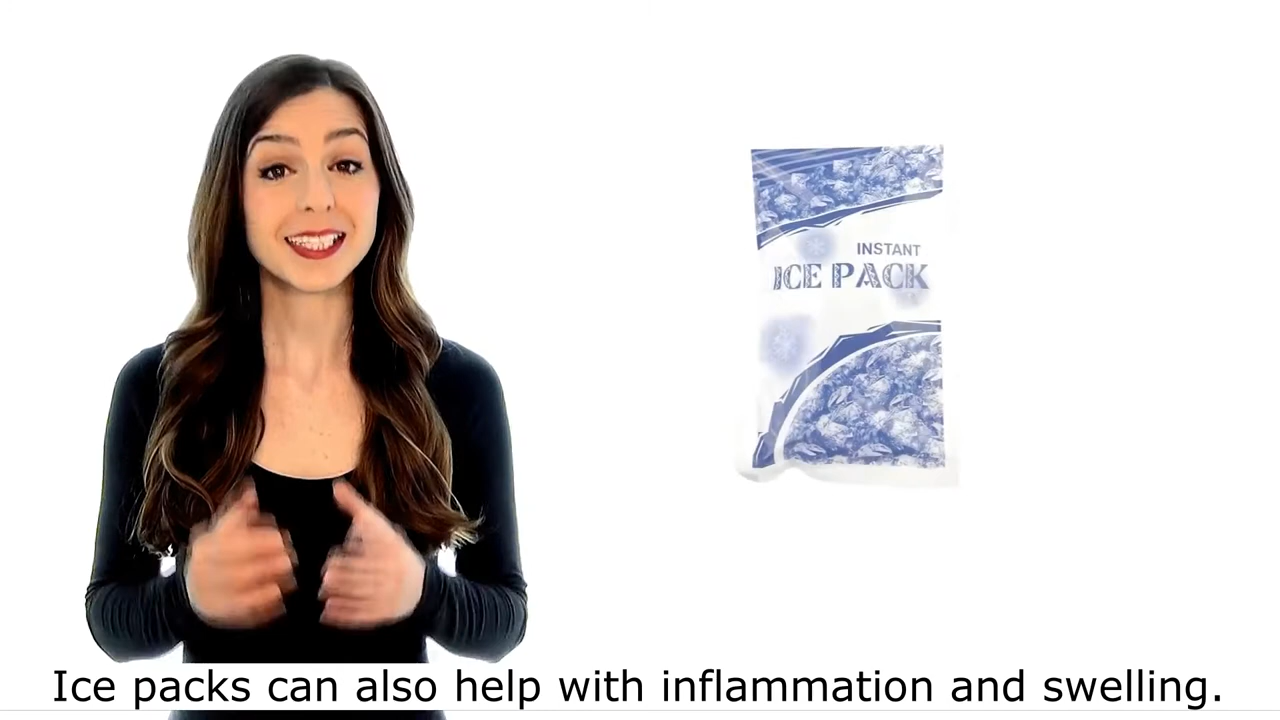 INSTANT
ICE PACK
Ice packs can also help with inflammation and swelling.